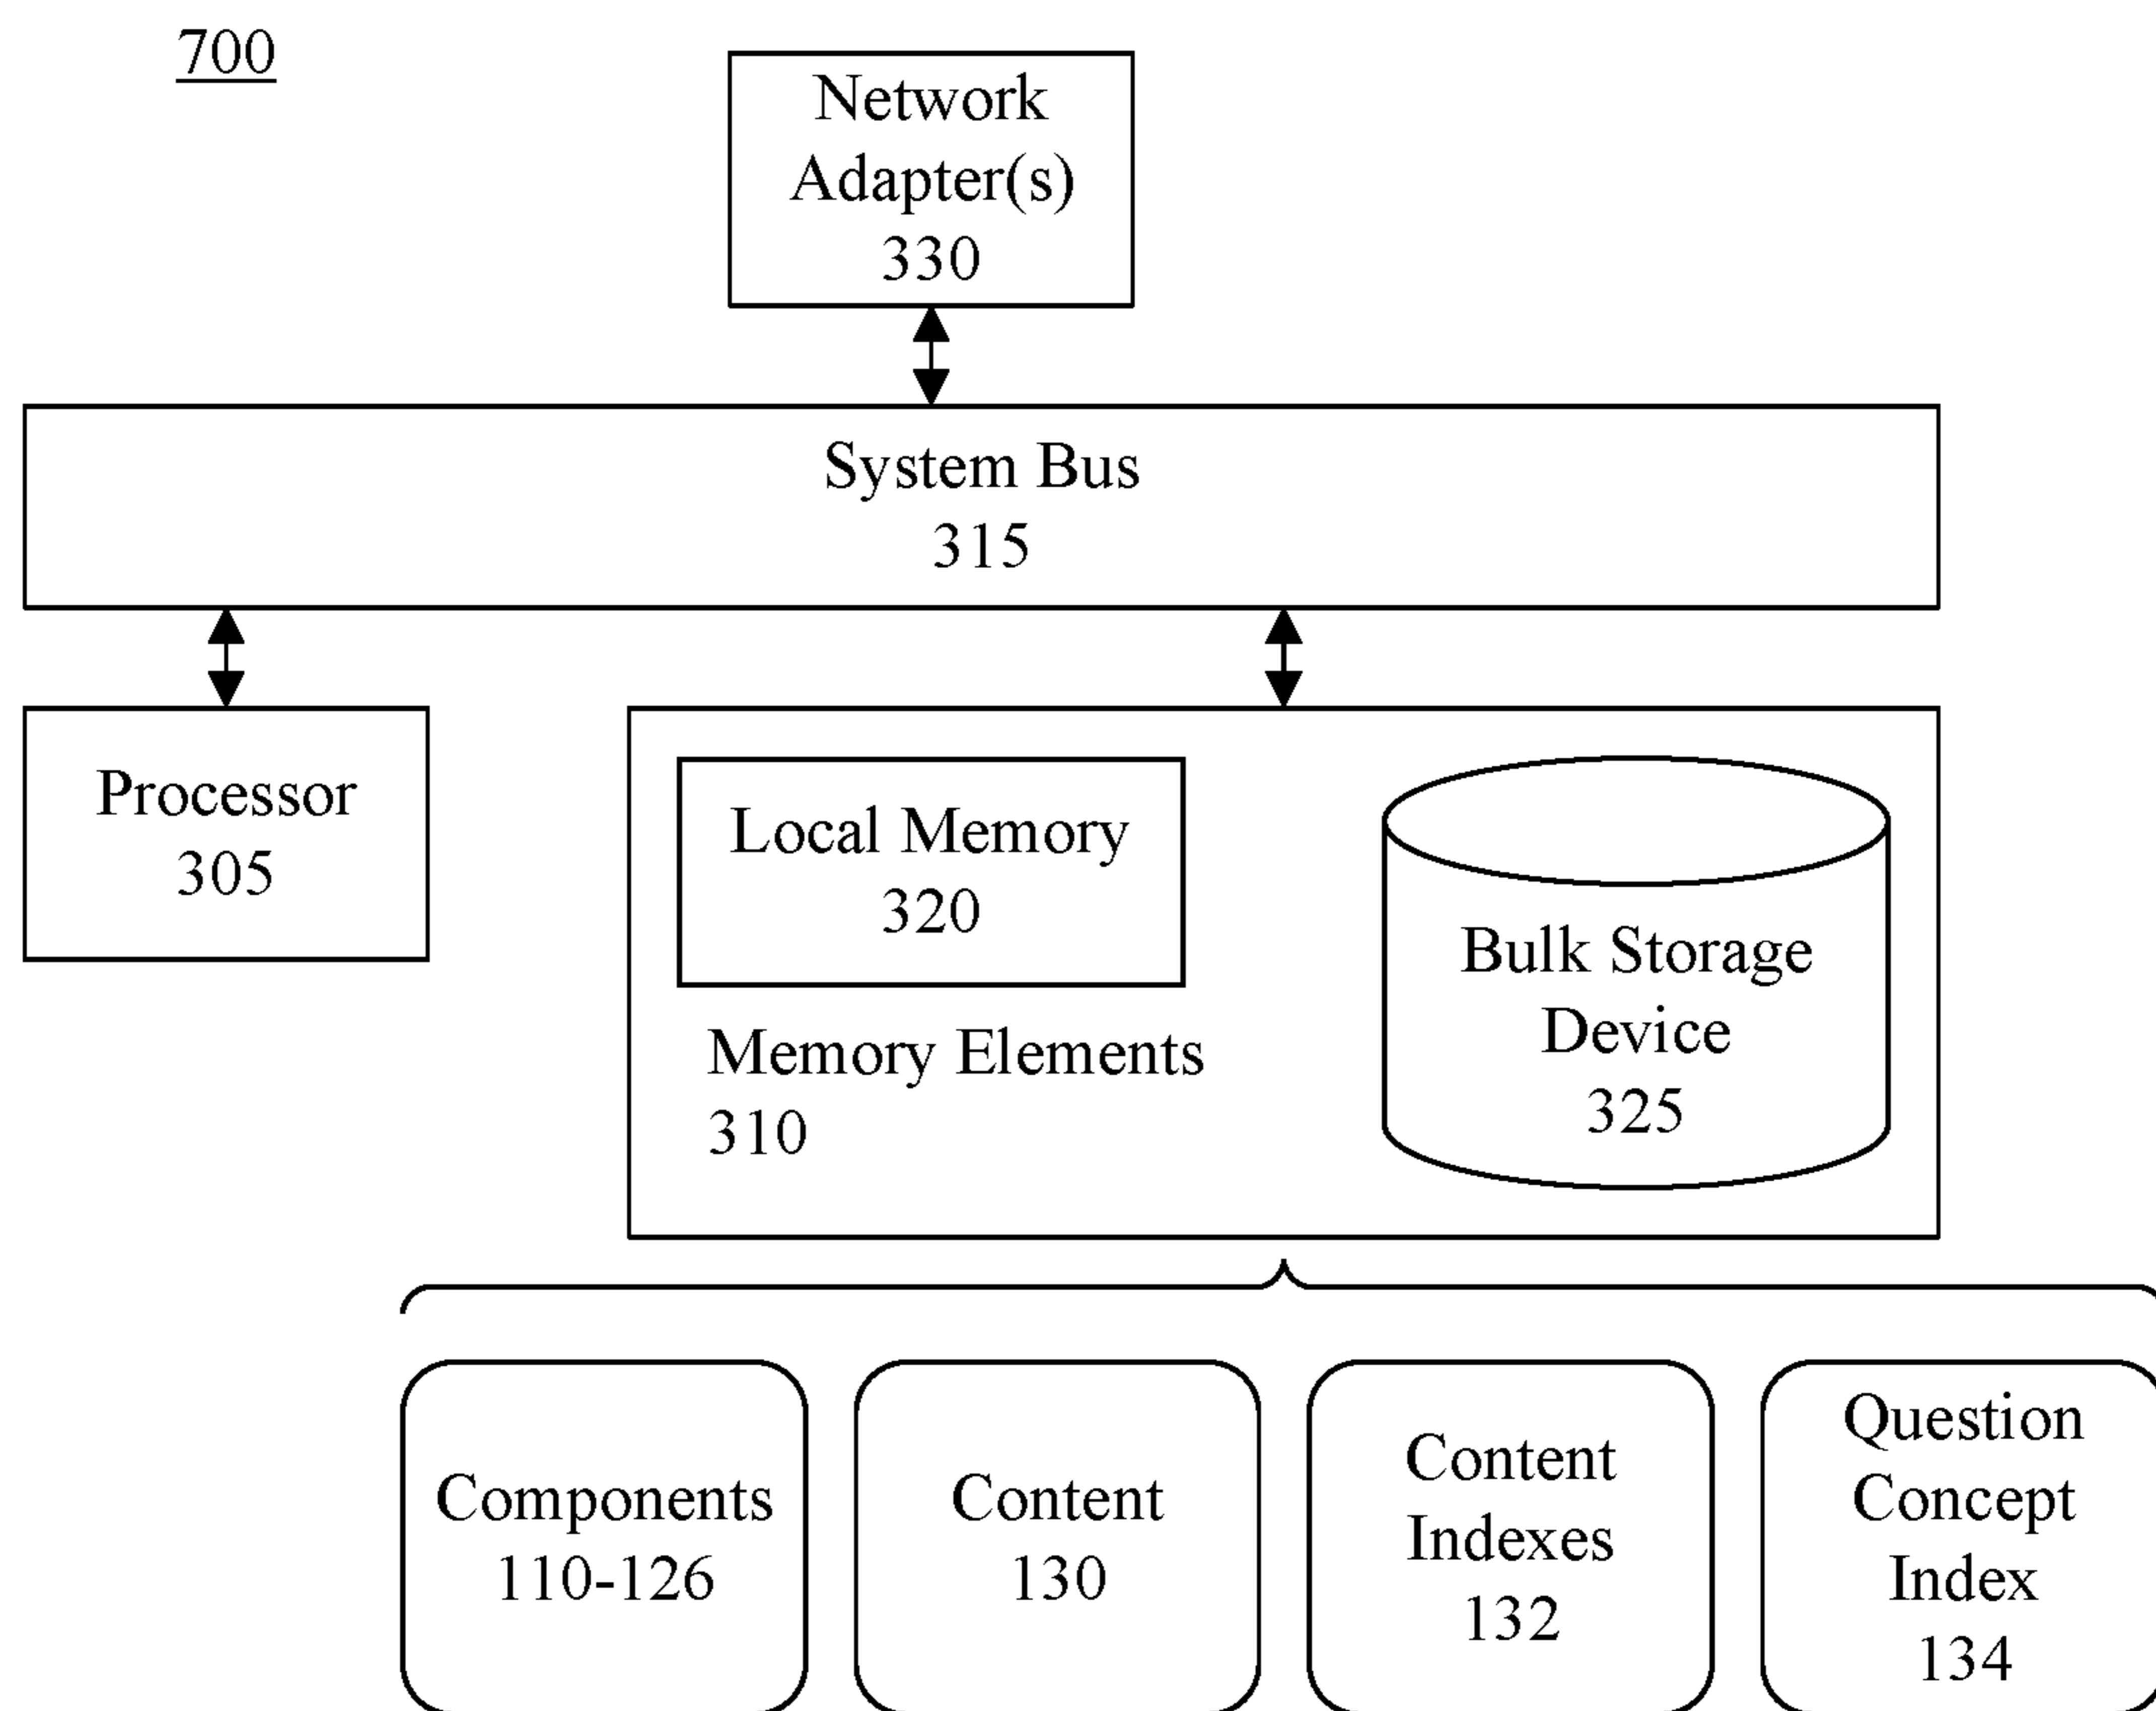 700
Network
Adapter(s)
330
System Bus
315
Processor
305
Local Memory
320
Memory Elements
310
Bulk Storage
Device
325
Components
110-126
Content
130
Content
Indexes
132
Question
Concept
Index
134